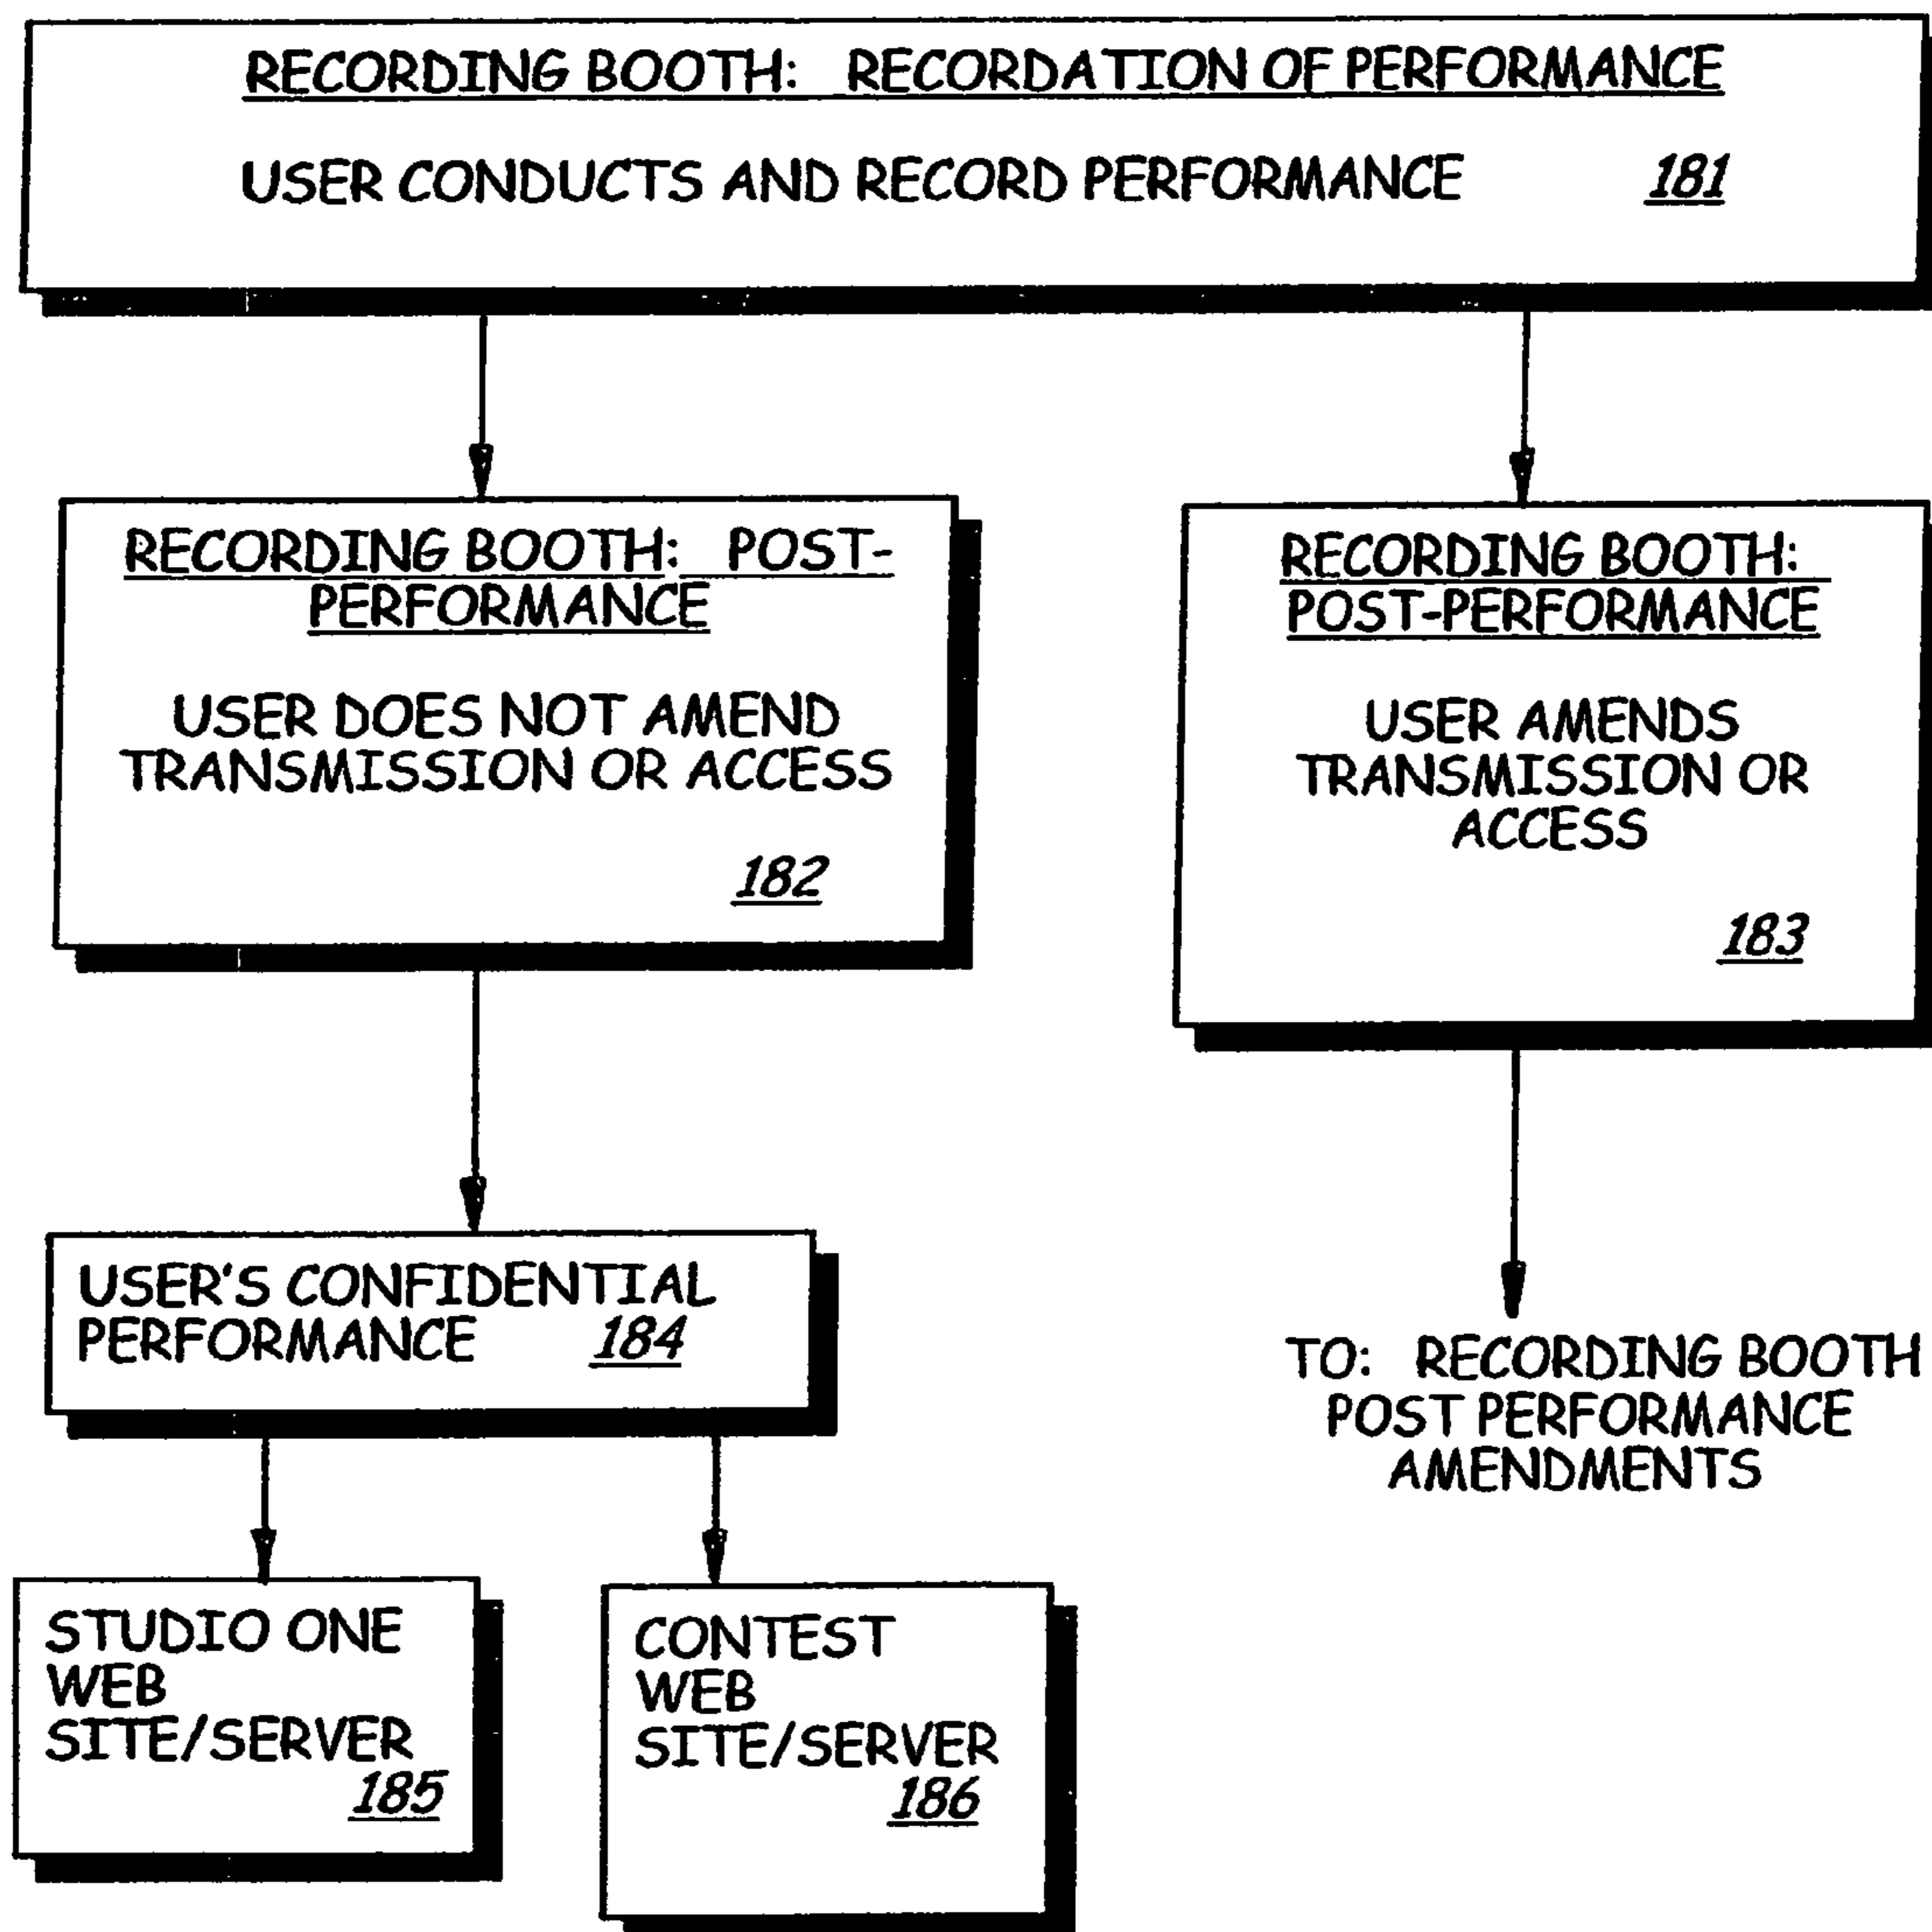 RECORDING BOOTH: RECORDATION OF PERFORMANCE
USER CONDUCTS AND RECORD PERFORMANCE 181
RECORDING BOOTH: POST-
PERFORMANCE
USER DOES NOT AMEND
TRANSMISSION OR ACCESS
182
RECORDING BOOTH:
POST-PERFORMANCE
USER AMENDS
TRANSMISSION OR
ACCESS
183
USER'S CONFIDENTIAL
PERFORMANCE 184
TO: RECORDING BOOTH
POST PERFORMANCE
AMENDMENTS
STUDIO ONE
WEB
SITE/SERVER
185
CONTEST
WEB
SITE/SERVER
186